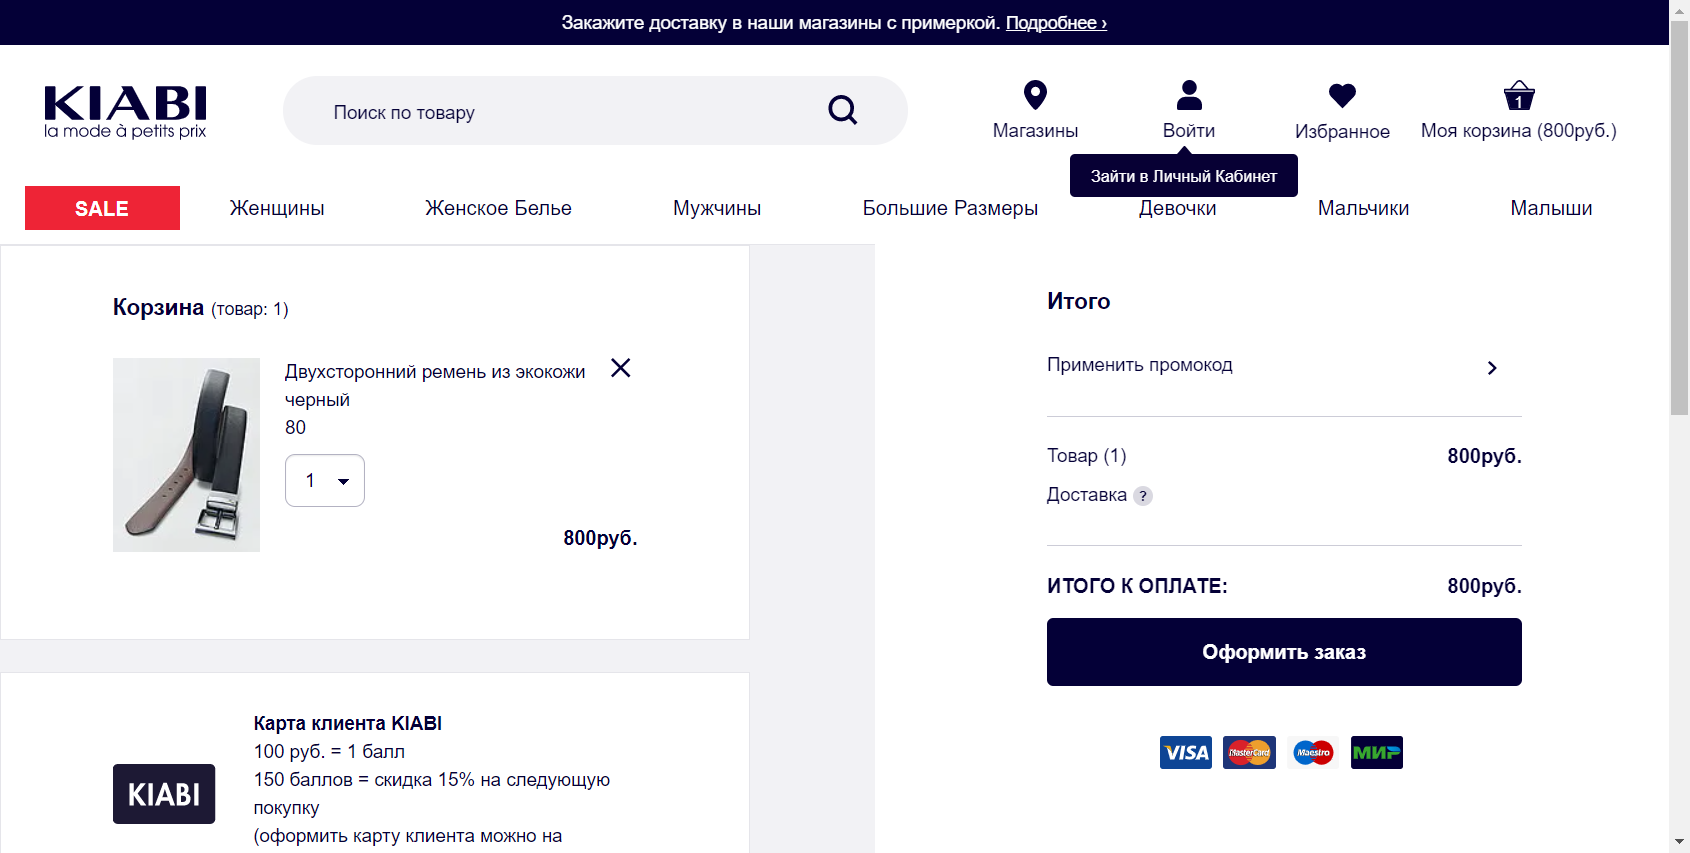 Закажите доставку в наши магазины с примеркой. Подробнее ›
KIABI
la mode à petits prix
Поиск по товару
Магазины
Войти
Избранное
1
Моя корзина (800руб.)
Зайти в Личный Кабинет
SALE
Женщины
Женское Белье
Мужчины
Большие Размеры
Девочки
Мальчики
Малыши
Корзина (товар: 1)
Двухсторонний ремень из экокожи
черный
80
1
800руб.
Карта клиента KIABI
100 руб. = 1 балл
150 баллов = скидка 15% на следующую
покупку
(оформить карту клиента можно на
KIABI
Итого
Применить промокод
Товар (1) 800руб.
Доставка ?
ИТОГО К ОПЛАТЕ: 800руб.
Оформить заказ
VISA MasterCard Maestro МИР